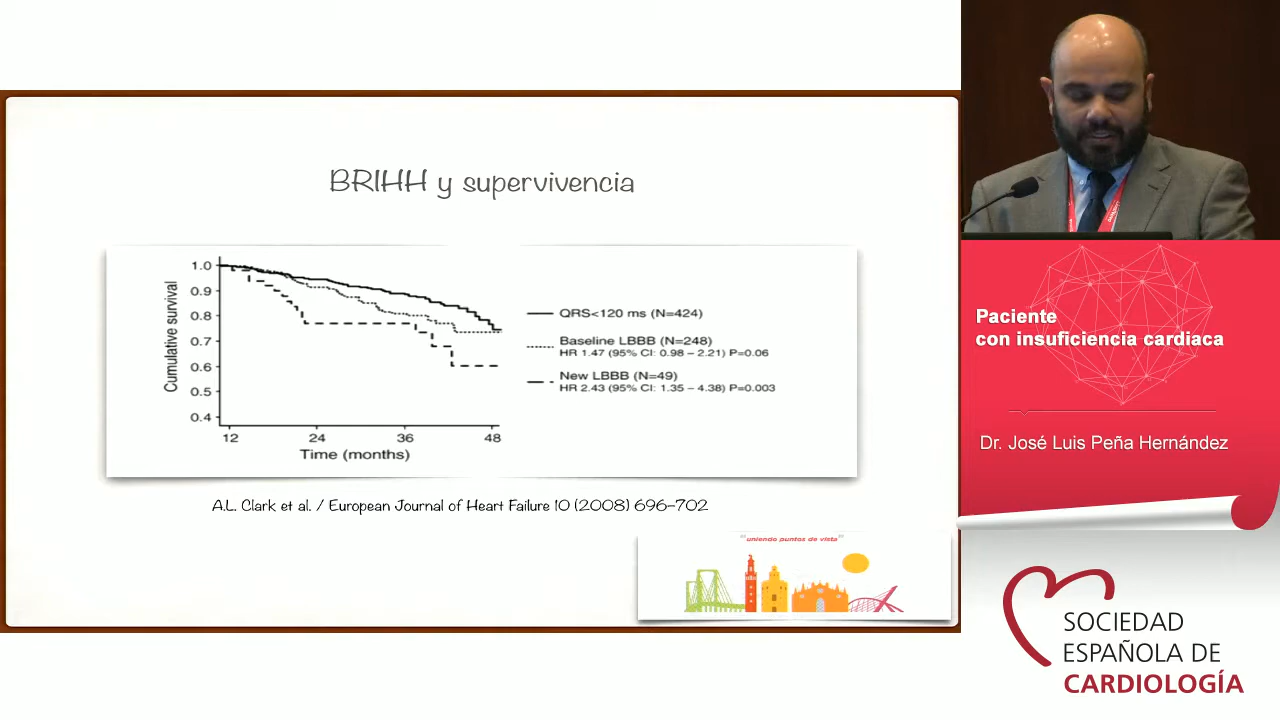 BRIHH y supervivencia
Cumulative survival
1.0
0.9
0.8
0.7
0.6
0.5
0.4
12 24 36 48
Time (months)
QRS<120 ms (N=424)
Baseline LBBB (N=248)
HR 1.47 (95% CI: 0.98 – 2.21) P=0.06
New LBBB (N=49)
HR 2.43 (95% CI: 1.35 – 4.38) P=0.003
A.L. Clark et al. / European Journal of Heart Failure 10 (2008) 696–702
"uniendo puntos de vista"
Paciente
con insuficiencia cardiaca
Dr. José Luis Peña Hernández
SOCIEDAD
ESPAÑOLA DE
CARDIOLOGÍA